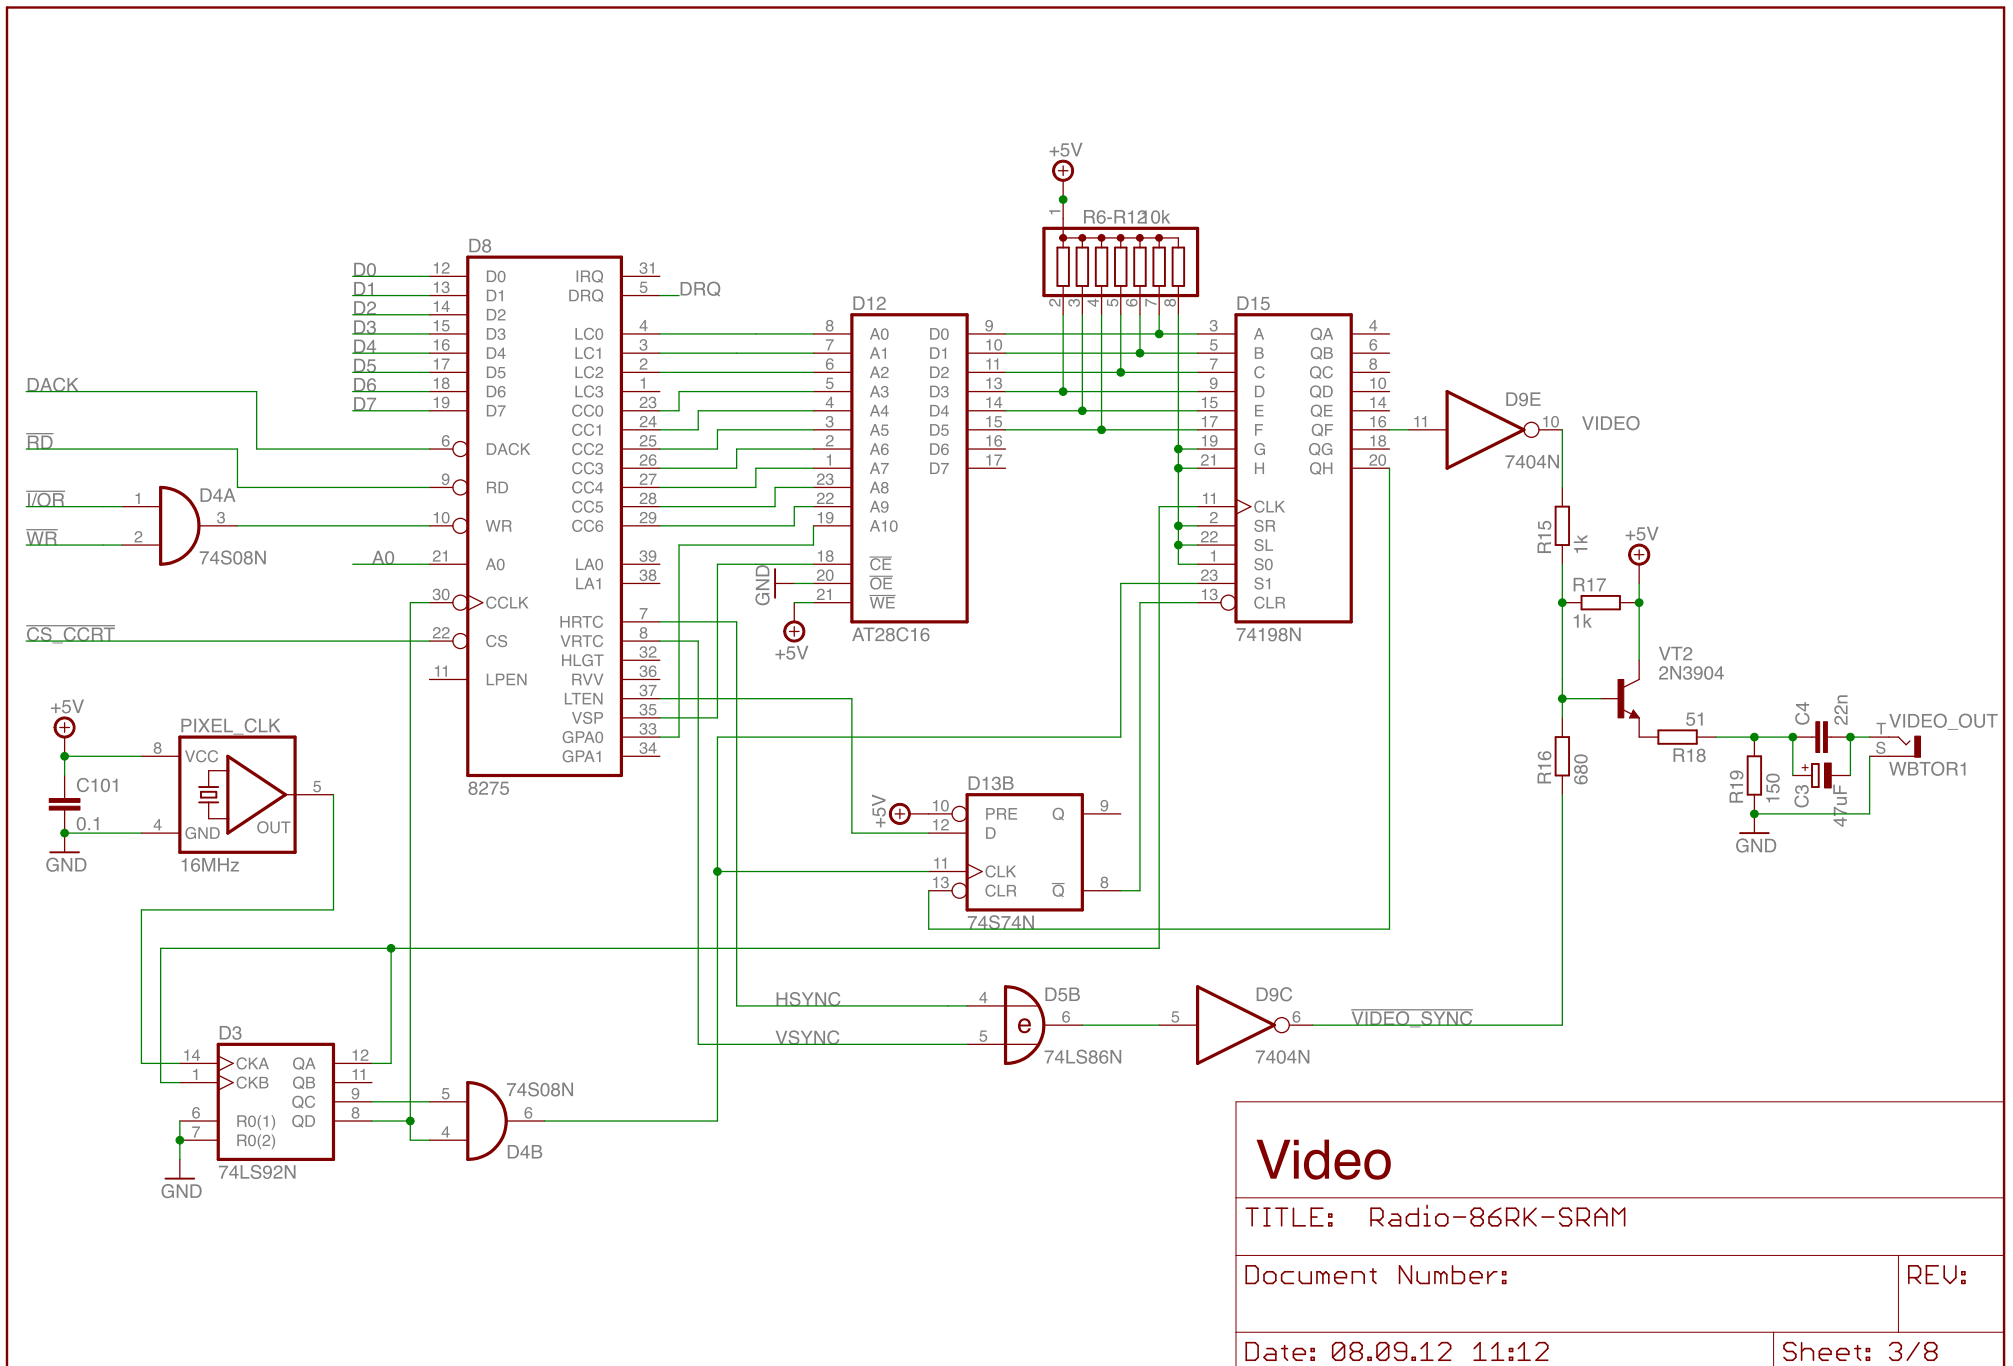 +5V
1
R6-R12
10k
2 3 4 5 6 7 8
D8
D0 12 D0 IRQ 31
D1 13 D1 DRQ 5 DRQ
D2 14 D2
D3 15 D3 LC0 4
D4 16 D4 LC1 3
D5 17 D5 LC2 2
D6 18 D6 LC3 1
D7 19 D7 CC0 23
CC1 24
DACK 6 DACK CC2 25
CC3 26
RD 9 RD CC4 27
CC5 28
I/OR 1 D4A
WR 2 3 10 WR CC6 29
74S08N
A0 21 A0 LA0 39
LA1 38
30 CCLK
HRTC 7
CS_CCRT 22 CS VRTC 8
HLGT 32
11 LPEN RVV 36
LTEN 37
VSP 35
GPA0 33
GPA1 34
8275
D12
8 A0 D0 9
7 A1 D1 10
6 A2 D2 11
5 A3 D3 13
4 A4 D4 14
3 A5 D5 15
2 A6 D6 16
1 A7 D7 17
23 A8
22 A9
19 A10
18 CE
GND 20 OE
21 WE
+5V
AT28C16
D15
3 A QA 4
5 B QB 6
7 C QC 8
9 D QD 10
15 E QE 14
17 F QF 16
19 G QG 18
21 H QH 20
11 CLK
2 SR
22 SL
1 S0
23 S1
13 CLR
74198N
D9E
11 10 VIDEO
7404N
R15
1k
+5V
R17
1k
VT2
2N3904
R16
680
51
R18
R19
150
C4
22n
C3
+
47uF
T VIDEO_OUT
S
WBTOR1
GND
+5V
PIXEL_CLK
8 VCC
C101
0.1
5
4 GND OUT
GND
16MHz
D13B
+5V 10 PRE Q 9
12 D
11 CLK
13 CLR Q 8
74S74N
HSYNC 4 D5B
VSYNC 5 e 6
74LS86N
D9C
5 6 VIDEO_SYNC
7404N
D3
14 CKA QA 12
1 CKB QB 11
QC 9
6 R0(1) QD 8
7 R0(2)
74LS92N
GND
74S08N
5
4 6
D4B
Video
TITLE: Radio-86RK-SRAM
Document Number: REV:
Date: 08.09.12 11:12 Sheet: 3/8